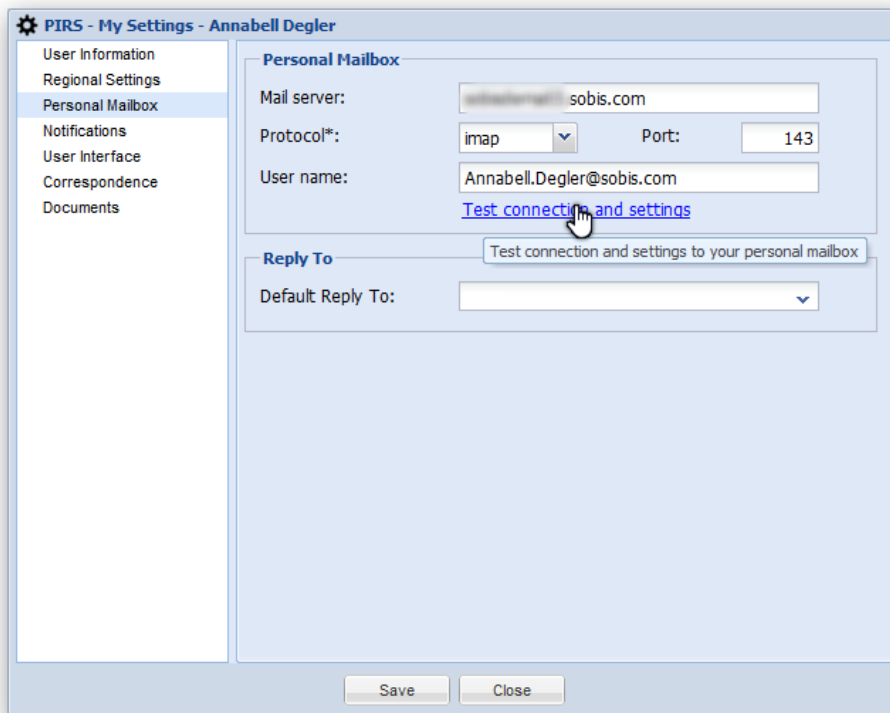 PIRS - My Settings - Annabell Degler
User Information
Regional Settings
Personal Mailbox
Notifications
User Interface
Correspondence
Documents
Personal Mailbox
Mail server: .sobis.com
Protocol*: imap Port: 143
User name: Annabell.Degler@sobis.com
Test connection and settings
Test connection and settings to your personal mailbox
Reply To
Default Reply To:
Save Close